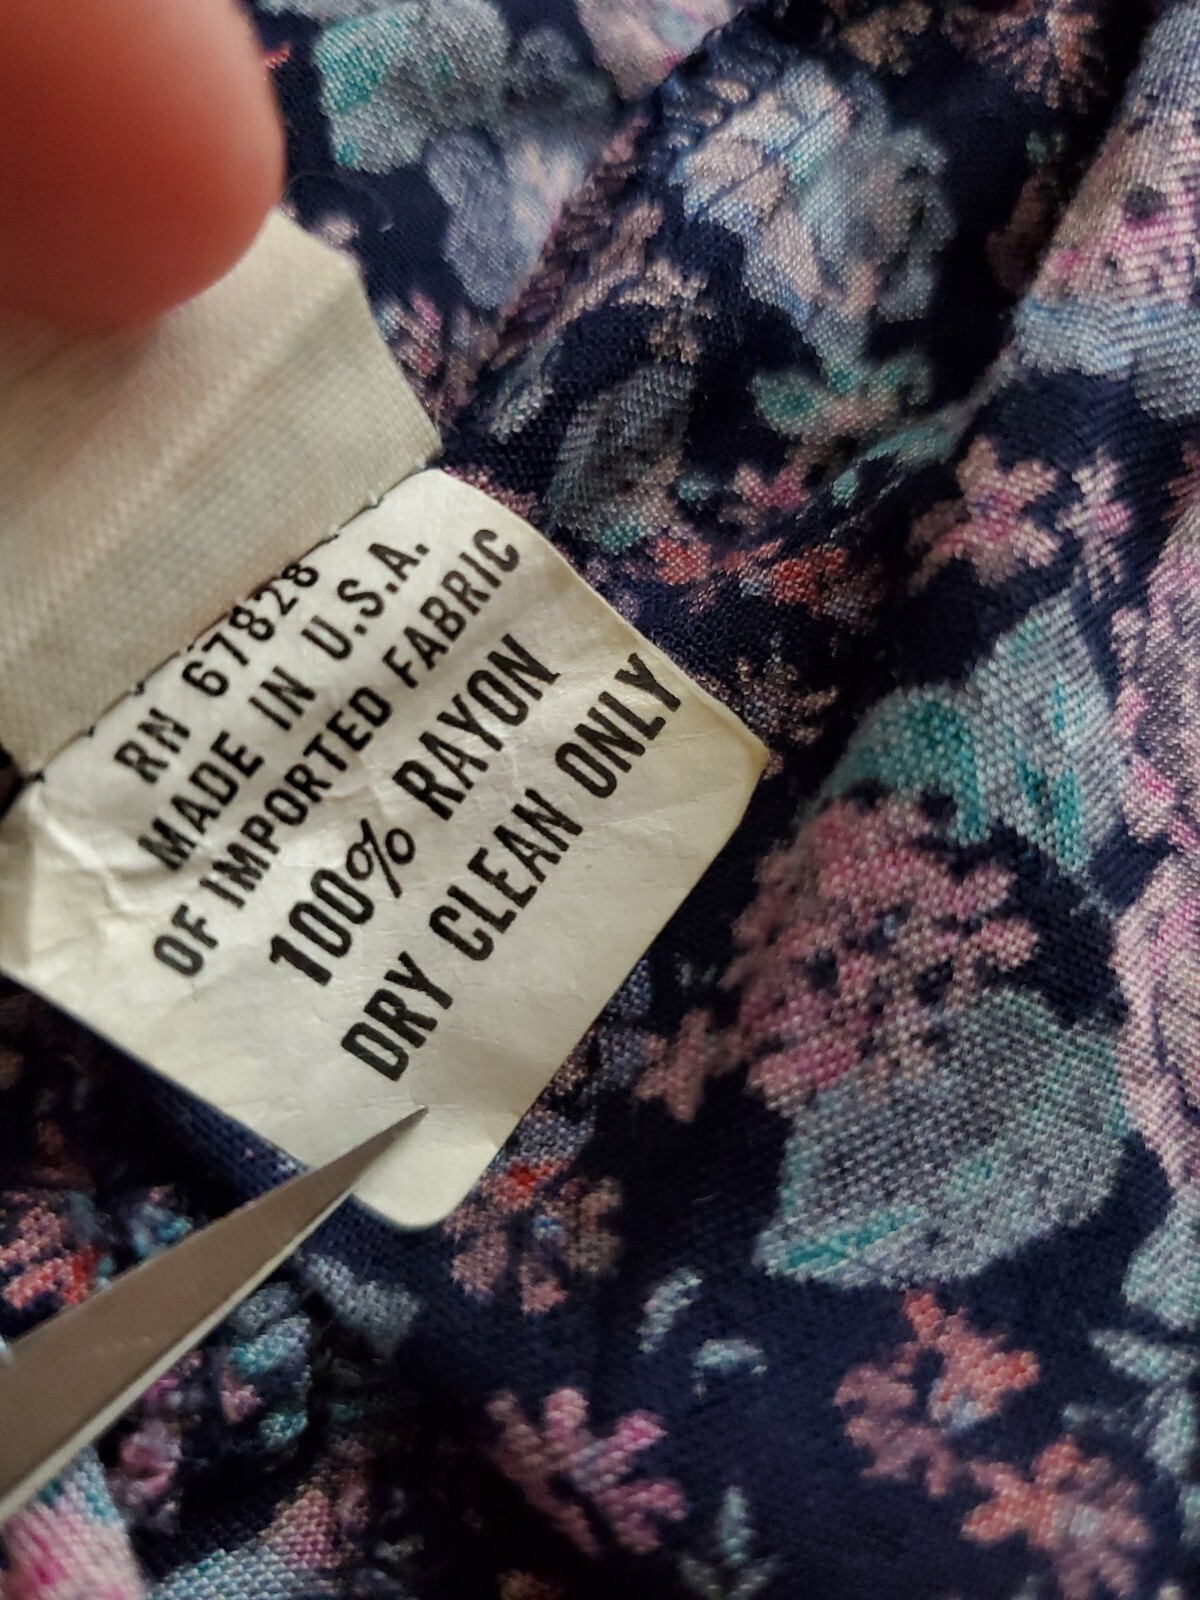 RN 67828
MADE IN U.S.A.
OF IMPORTED FABRIC
100% RAYON
DRY CLEAN ONLY